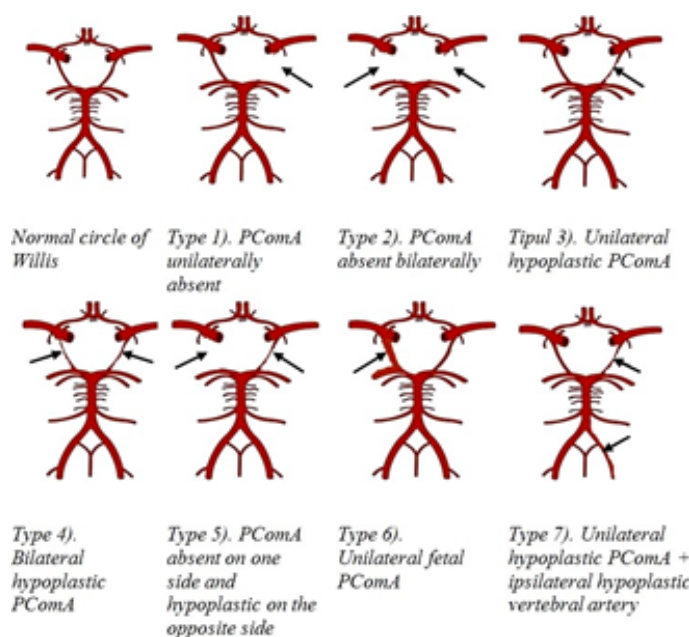 Normal circle of
Willis
Type 1). PComA
unilaterally
absent
Type 2). PComA
absent bilaterally
Tipul 3). Unilateral
hypoplastic PComA
Type 4).
Bilateral
hypoplastic
PComA
Type 5). PComA
absent on one
side and
hypoplastic on the
opposite side
Type 6).
Unilateral fetal
PComA
Type 7). Unilateral
hypoplastic PComA +
ipsilateral hypoplastic
vertebral artery